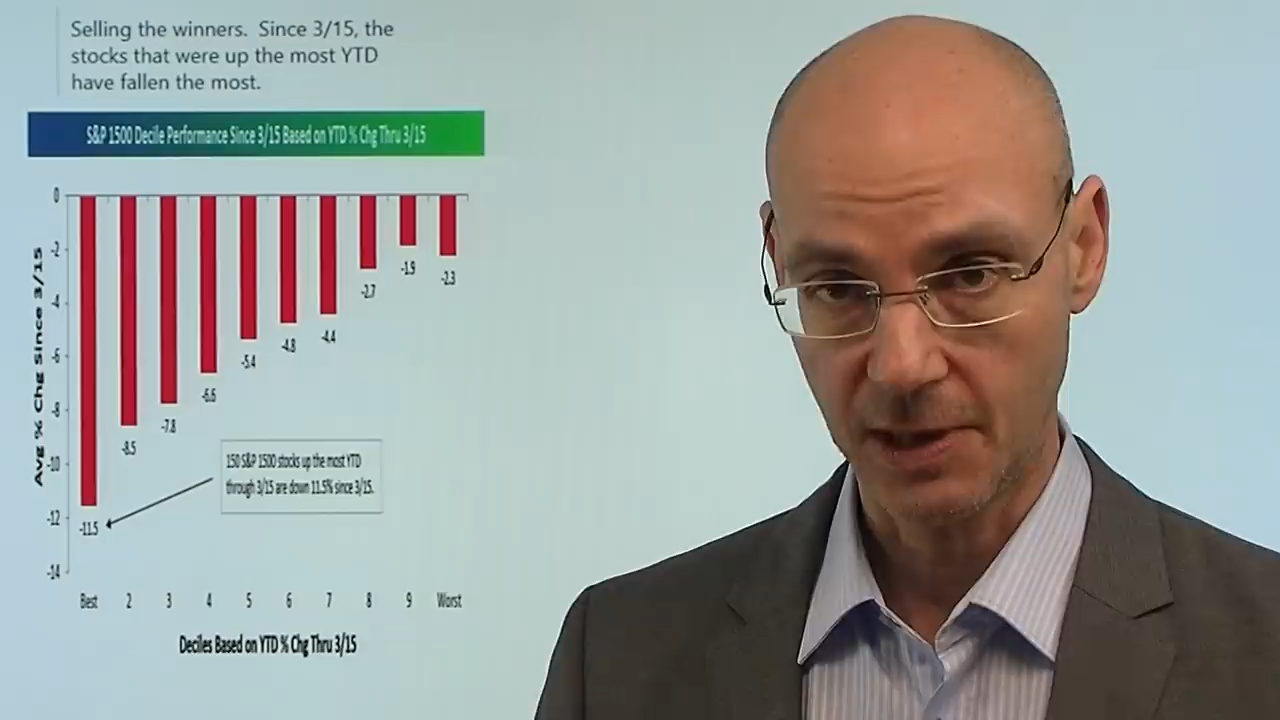 Selling the winners. Since 3/15, the
stocks that were up the most YTD
have fallen the most.
S&P 1500 Decile Performance Since 3/15 Based on YTD % Chg Thru 3/15
Avg % Chg Since 3/15
0
-2
-4
-6
-8
-10
-12
-14
-11.5
-8.5
-7.8
-6.6
-5.4
-4.8
-4.4
-2.7
-1.9
-2.3
150 S&P 1500 stocks up the most YTD
through 3/15 are down 11.5% since 3/15.
Best 2 3 4 5 6 7 8 9 Worst
Deciles Based on YTD % Chg Thru 3/15